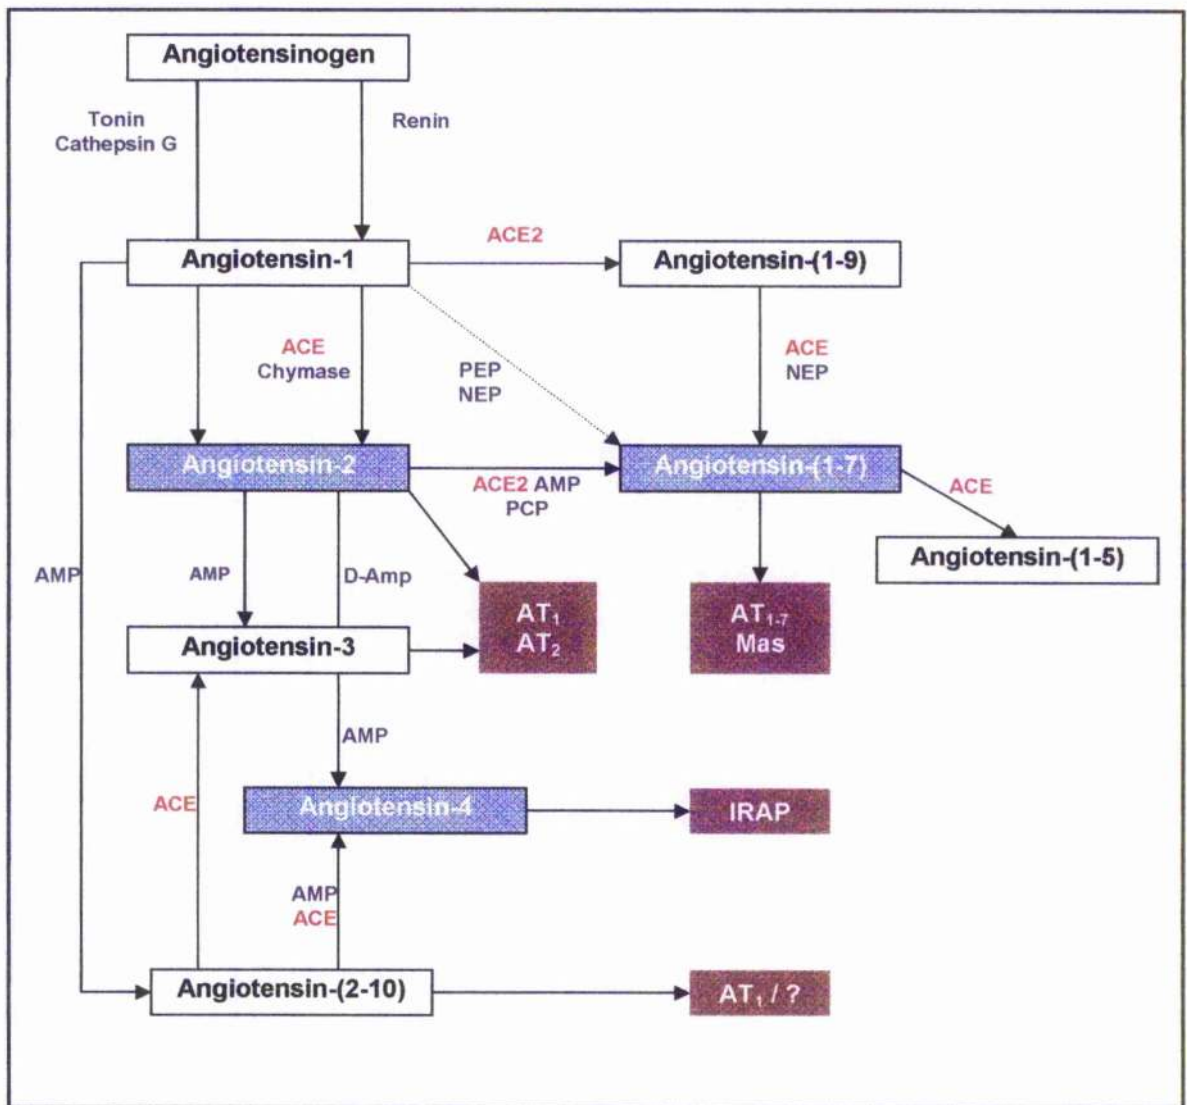 Angiotensinogen
Tonin
Cathepsin G
Renin
ACE2
Angiotensin-1
Angiotensin-(1-9)
ACE
Chymase
PEP
NEP
ACE
NEP
Angiotensin-2
Angiotensin-(1-7)
ACE2 AMP
PCP
ACE
Angiotensin-(1-5)
AMP
AMP
D-Amp
AT₁
AT₂
AT₁₋₇
Mas
Angiotensin-3
AMP
ACE
Angiotensin-4
IRAP
AMP
ACE
Angiotensin-(2-10)
AT₁ / ?